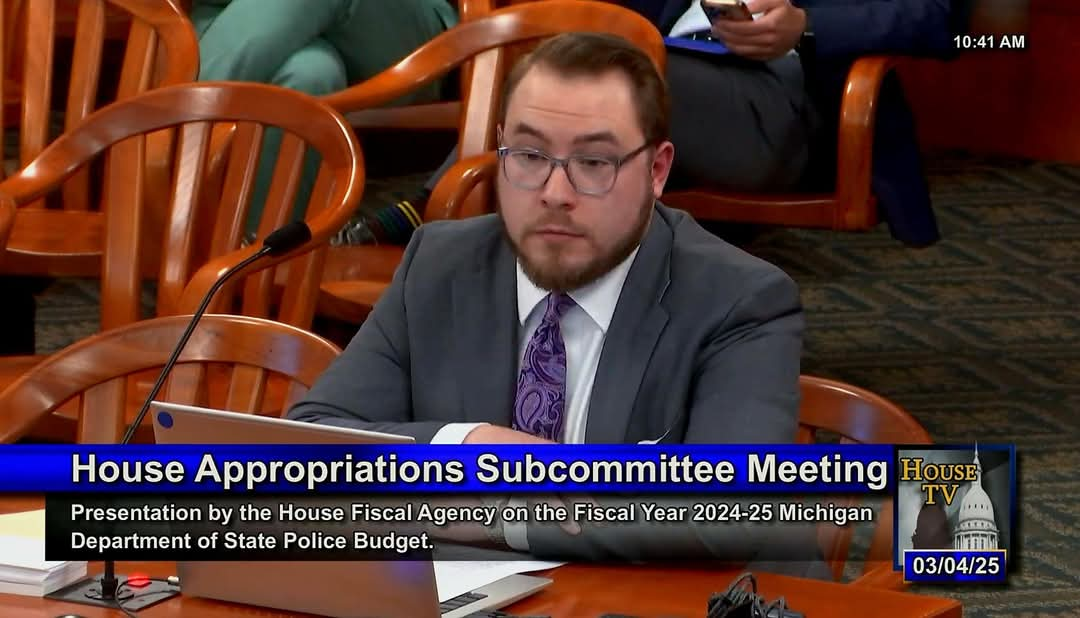 10:41 AM
House Appropriations Subcommittee Meeting
Presentation by the House Fiscal Agency on the Fiscal Year 2024-25 Michigan
Department of State Police Budget.
HOUSE
TV
03/04/25